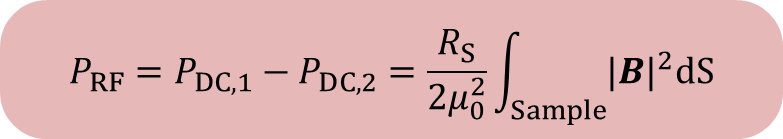 P_RF = P_DC,1 − P_DC,2 = R_S / 2μ_0^2 ∫_Sample |B|^2 dS